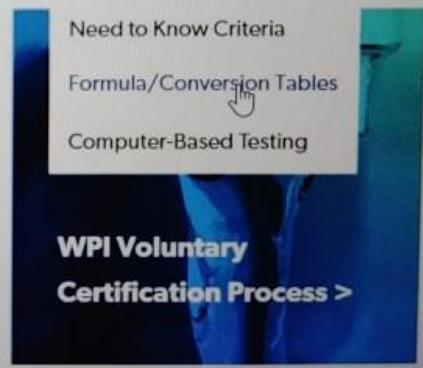 Need to Know Criteria
Formula/Conversion Tables
Computer-Based Testing
WPI Voluntary
Certification Process >